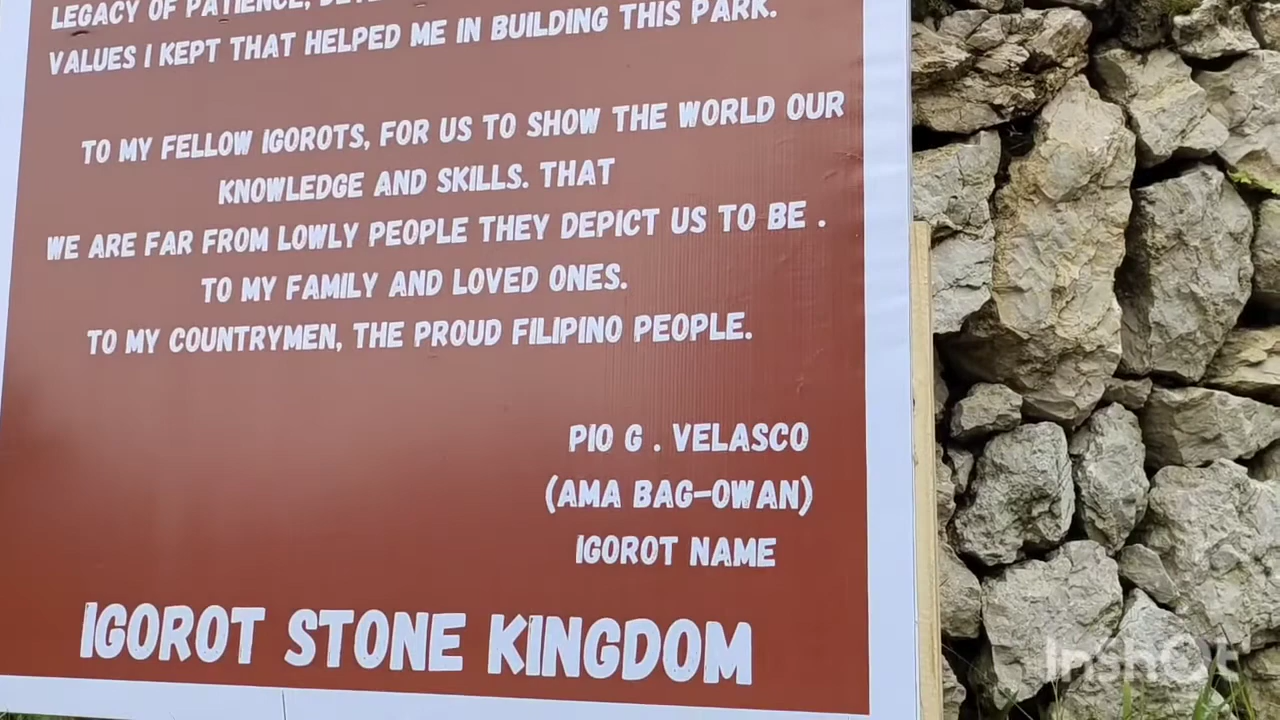 LEGACY OF PATIENCE,
VALUES I KEPT THAT HELPED ME IN BUILDING THIS PARK.
TO MY FELLOW IGOROTS, FOR US TO SHOW THE WORLD OUR
KNOWLEDGE AND SKILLS. THAT
WE ARE FAR FROM LOWLY PEOPLE THEY DEPICT US TO BE .
TO MY FAMILY AND LOVED ONES.
TO MY COUNTRYMEN, THE PROUD FILIPINO PEOPLE.
PIO G . VELASCO
(AMA BAG-OWAN)
IGOROT NAME
IGOROT STONE KINGDOM
InShOt